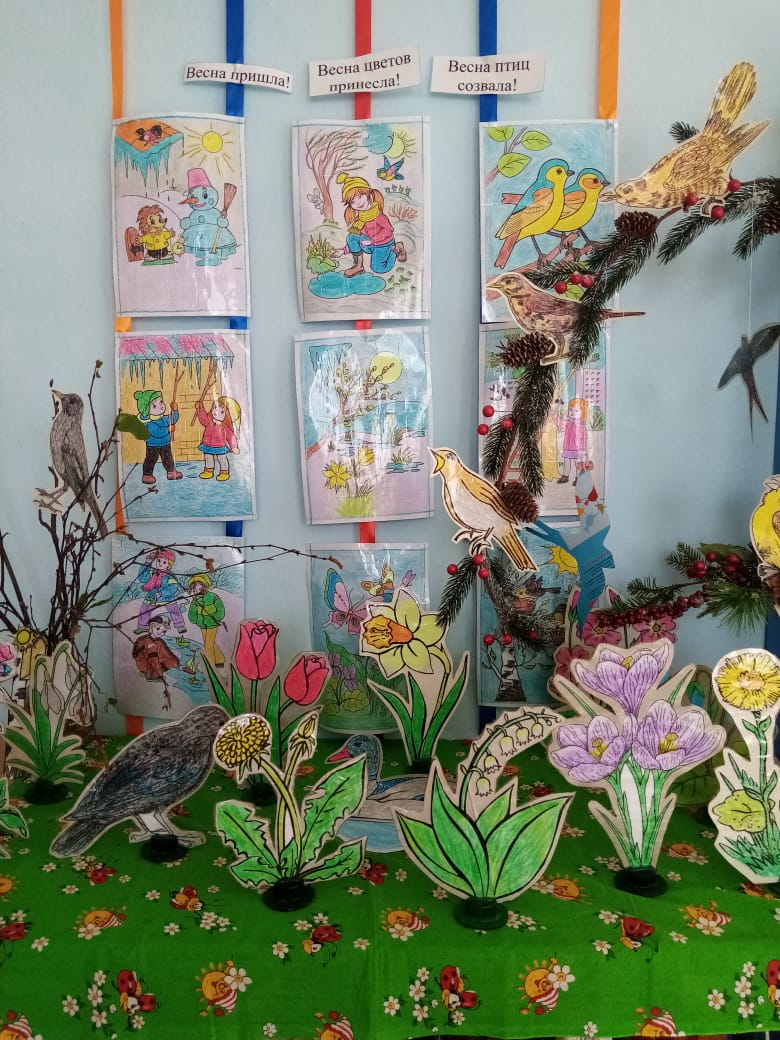 Весна пришла!
Весна цветов
принесла!
Весна птиц
созвала!